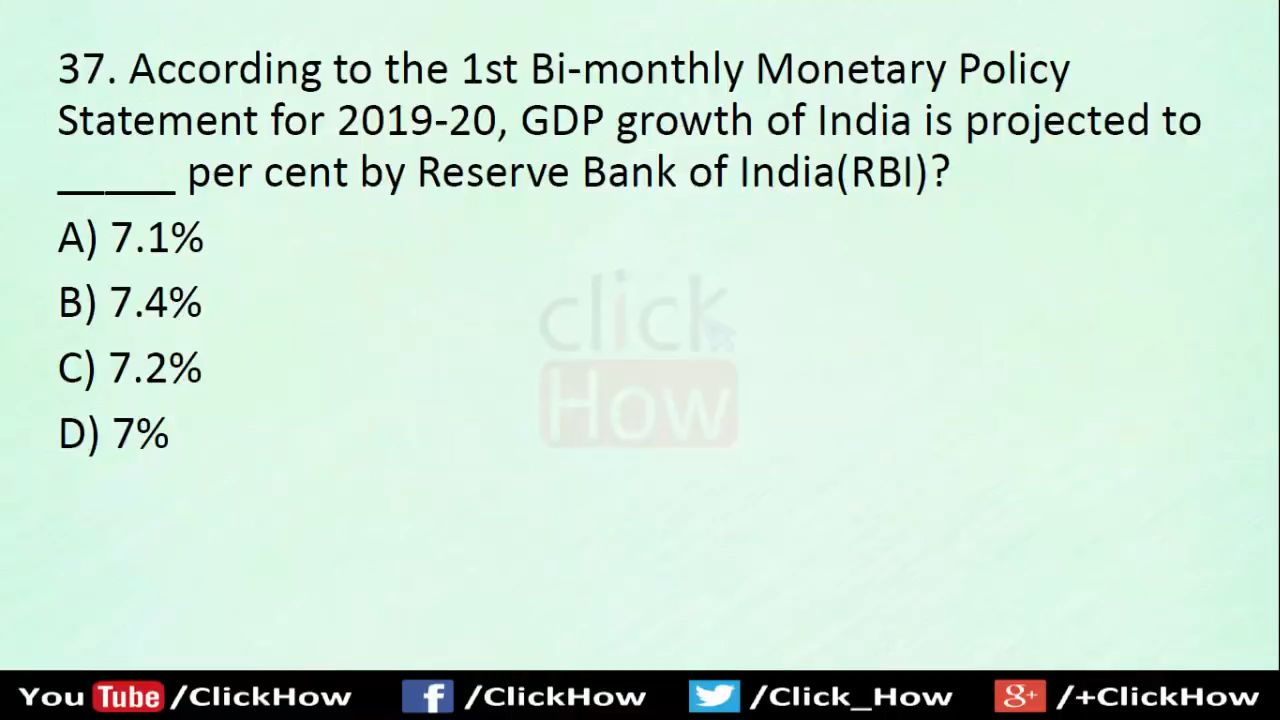 37. According to the 1st Bi-monthly Monetary Policy
Statement for 2019-20, GDP growth of India is projected to
_____ per cent by Reserve Bank of India(RBI)?
A) 7.1%
B) 7.4%
C) 7.2%
D) 7%
click
How
You Tube /ClickHow f /ClickHow /Click_How g+ /+ClickHow